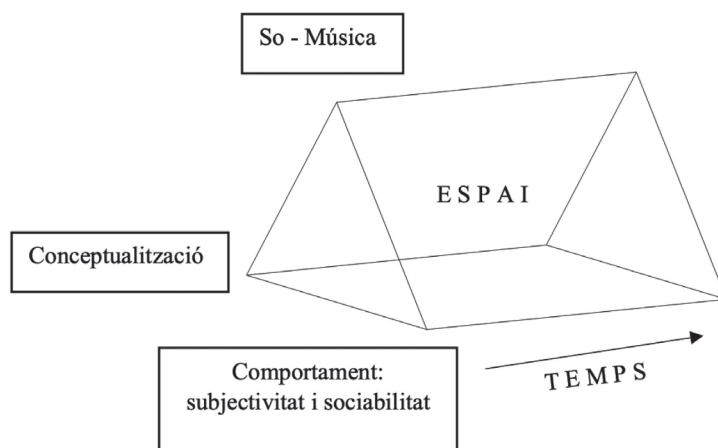 So - Música
ESPAI
Conceptualització
Comportament:
subjectivitat i sociabilitat
TEMPS